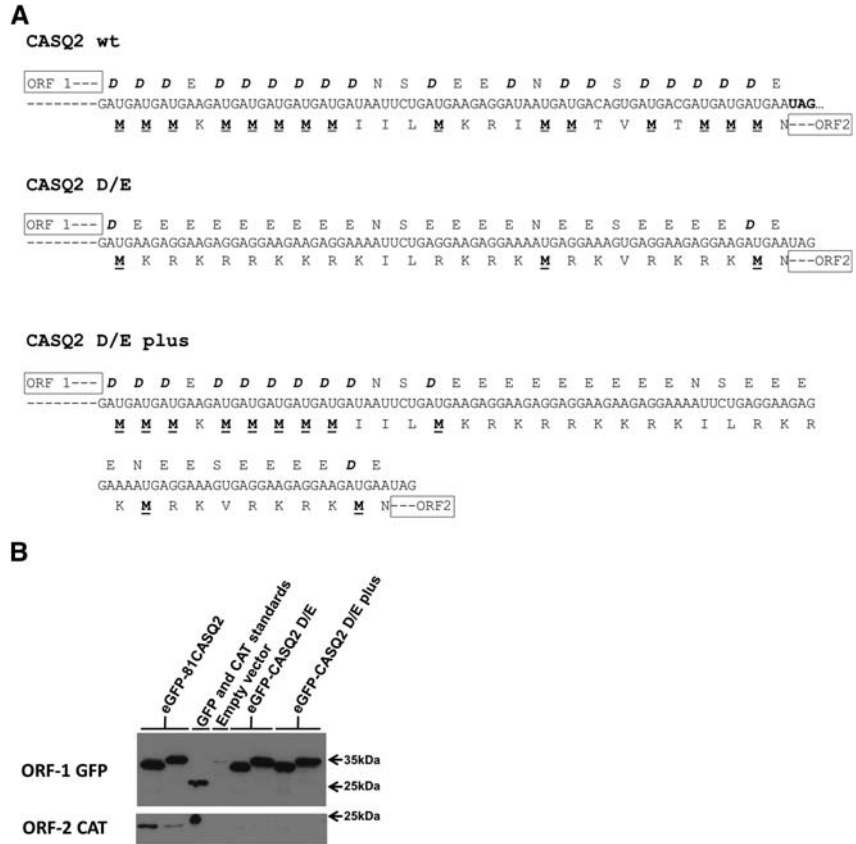 A
CASQ2 wt
ORF 1--- D D D E D D D D D D N S D E E D N D D S D D D D D E
--------GAUGAUGAUGAAGAUGAUGAUGAUGAUGAUAAUUCUGAUGAAGAGGAUAAUGAUGACAGUGAUGACGAUGAUGAUGAAUAG…
M M M K M M M M M I I L M K R I M M T V M T M M M N---ORF2
CASQ2 D/E
ORF 1--- D E E E E E E E E E N S E E E E N E E S E E E E D E
--------GAUGAAGAGGAAGAGGAGGAAGAAGAGGAAAAUUCUGAGGAAGAGGAAAAUGAGGAAAGUGAGGAAGAGGAAGAUGAAUAG
M K R K R R K K R K I L R K R K M R K V R K R K M N---ORF2
CASQ2 D/E plus
ORF 1--- D D D E D D D D D D N S D E E E E E E E E E N S E E E
--------GAUGAUGAUGAAGAUGAUGAUGAUGAUGAUAAUUCUGAUGAAGAGGAAGAGGAGGAAGAAGAGGAAAAUUCUGAGGAAGAG
M M M K M M M M M I I L M K R K R R K K R K I L R K R
E N E E S E E E E D E
GAAAAUGAGGAAAGUGAGGAAGAGGAAGAUGAAUAG
K M R K V R K R K M N---ORF2
B
eGFP-81CASQ2
GFP and CAT standards
Empty vector
eGFP-CASQ2 D/E
eGFP-CASQ2 D/E plus
ORF-1 GFP
35kDa
25kDa
ORF-2 CAT
25kDa